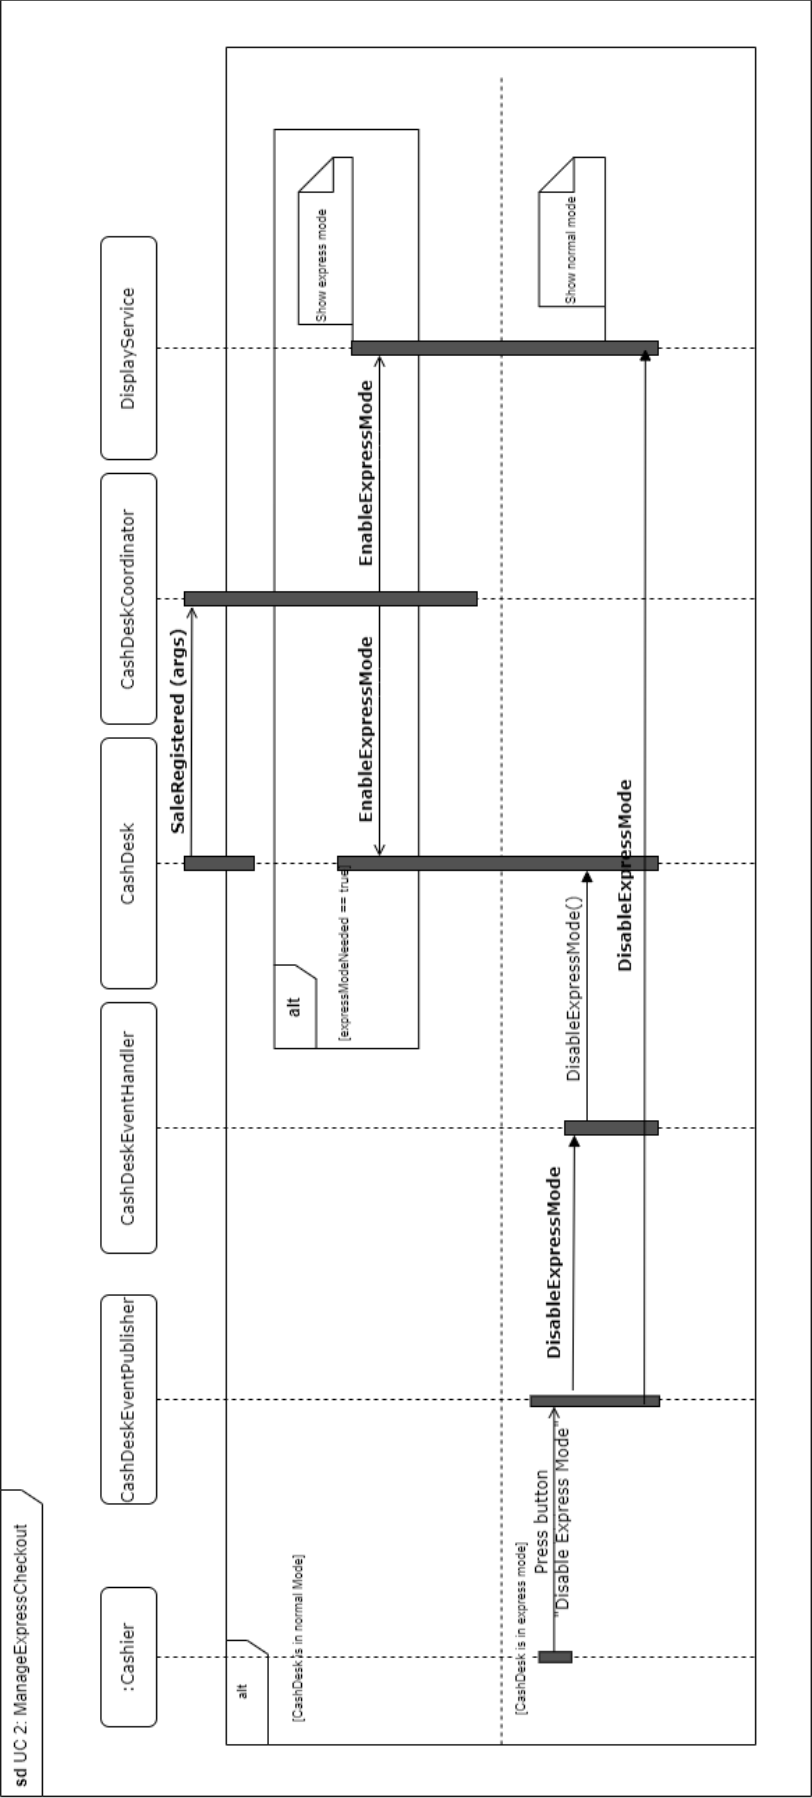 sd UC 2: ManageExpressCheckout
:Cashier
CashDeskEventPublisher
CashDeskEventHandler
CashDesk
CashDeskCoordinator
DisplayService
SaleRegistered (args)
alt
[CashDesk is in normal Mode]
alt
[expressModeNeeded == true]
Show express mode
EnableExpressMode
EnableExpressMode
[CashDesk is in express mode]
Press button
"Disable Express Mode"
DisableExpressMode
DisableExpressMode()
Show normal mode
DisableExpressMode